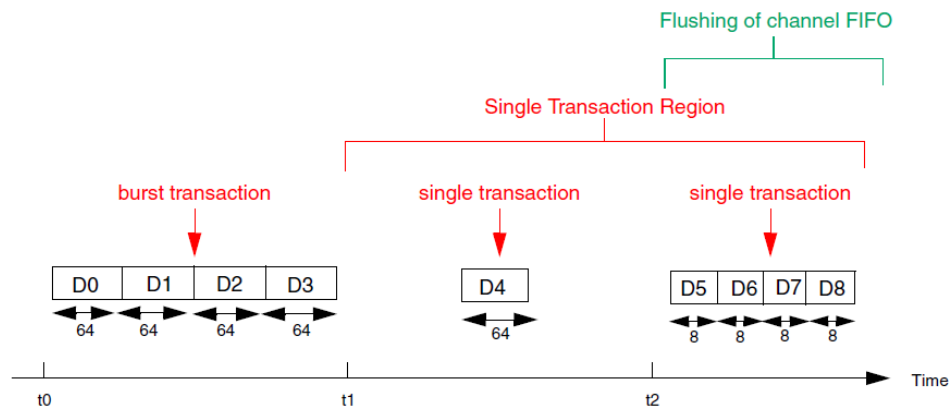 Flushing of channel FIFO
Single Transaction Region
burst transaction
single transaction
single transaction
D0 D1 D2 D3
D4
D5 D6 D7 D8
64 64 64 64
64
8 8 8 8
Time
t0 t1 t2